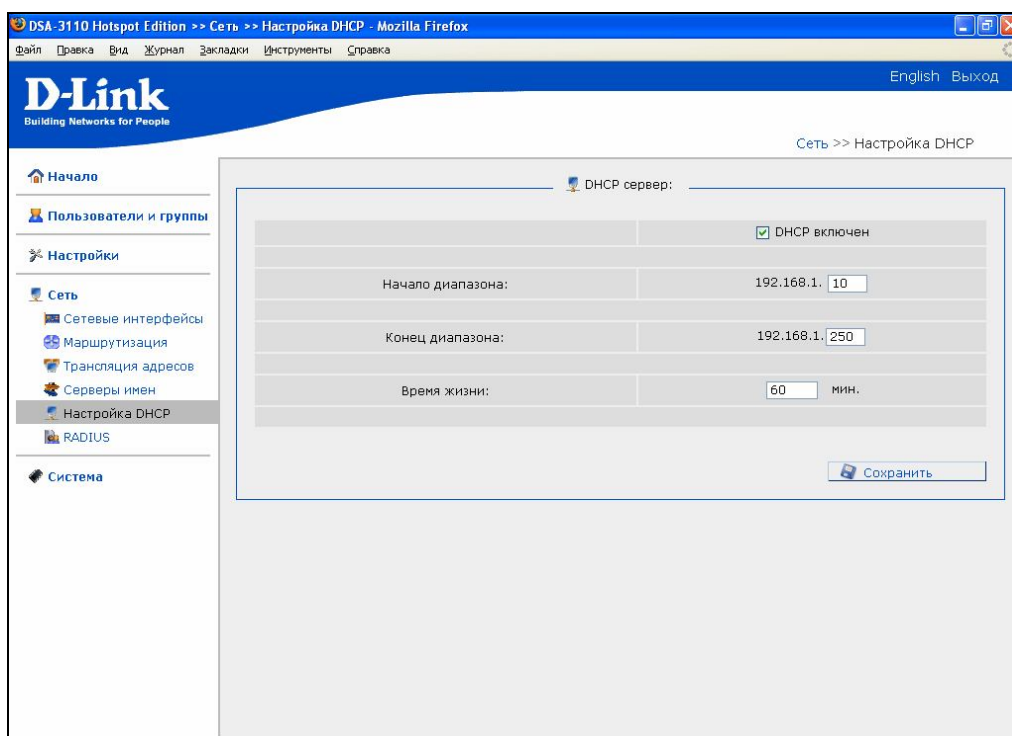 DSA-3110 Hotspot Edition >> Сеть >> Настройка DHCP - Mozilla Firefox
Файл Правка Вид Журнал Закладки Инструменты Справка
English Выход
D-Link
Building Networks for People
Сеть >> Настройка DHCP
Начало
Пользователи и группы
Настройки
Сеть
Сетевые интерфейсы
Маршрутизация
Трансляция адресов
Серверы имен
Настройка DHCP
RADIUS
Система
DHCP сервер:
DHCP включен
Начало диапазона: 192.168.1. 10
Конец диапазона: 192.168.1. 250
Время жизни: 60 мин.
Сохранить